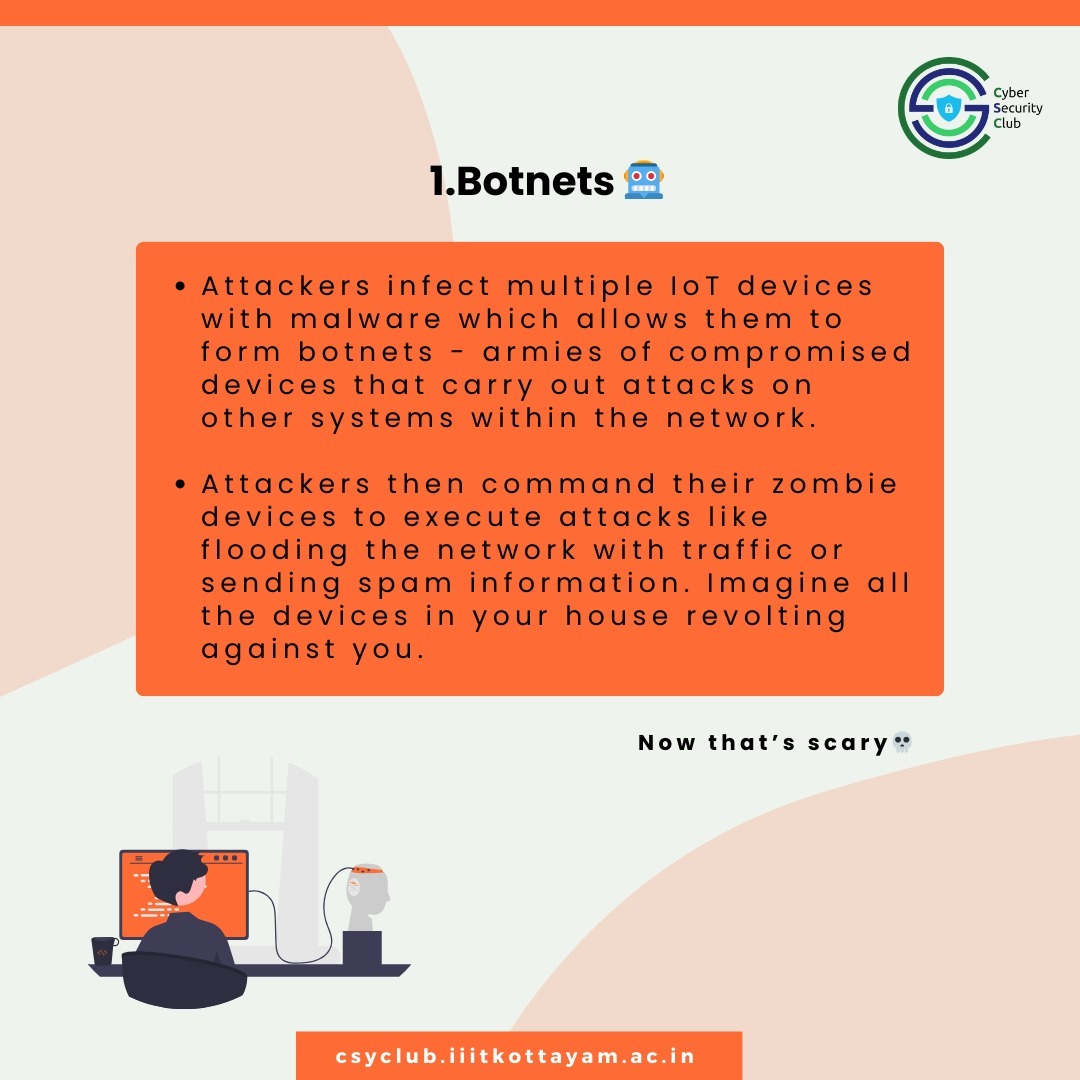 Cyber
Security
Club
1.Botnets 🤖
• Attackers infect multiple IoT devices
with malware which allows them to
form botnets - armies of compromised
devices that carry out attacks on
other systems within the network.
• Attackers then command their zombie
devices to execute attacks like
flooding the network with traffic or
sending spam information. Imagine all
the devices in your house revolting
against you.
Now that’s scary💀
csyclub.iiitkottayam.ac.in